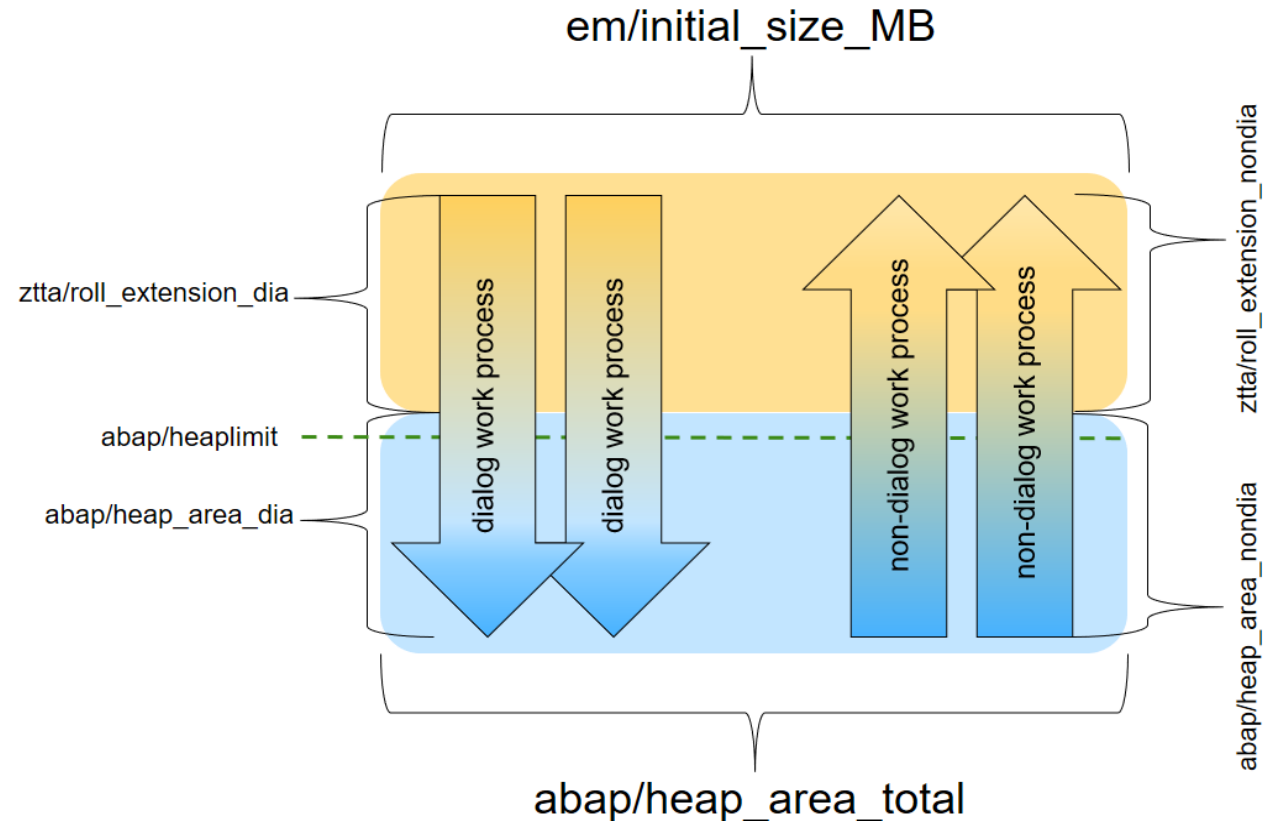 em/initial_size_MB
ztta/roll_extension_dia
abap/heaplimit
abap/heap_area_dia
dialog work process
dialog work process
non-dialog work process
non-dialog work process
ztta/roll_extension_nondia
abap/heap_area_nondia
abap/heap_area_total